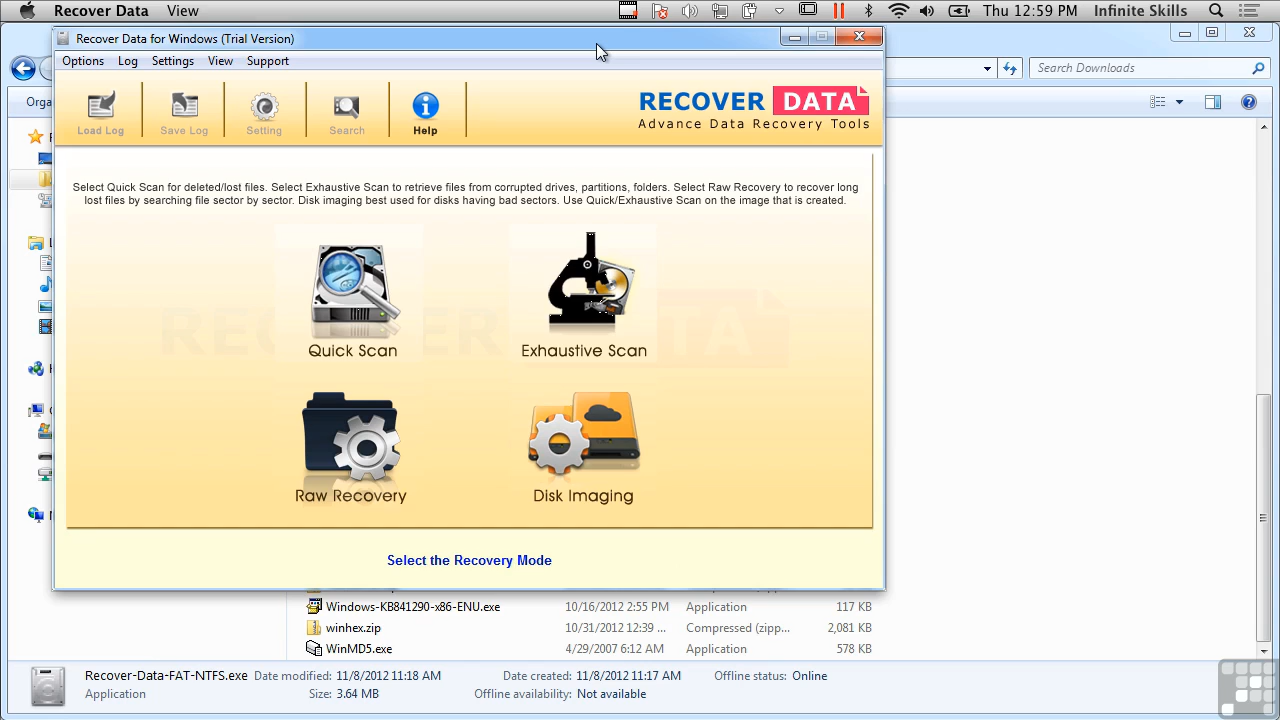 Recover Data View
Thu 12:59 PM Infinite Skills
Recover Data for Windows (Trial Version)
Options Log Settings View Support
Search Downloads
Orga
Load Log Save Log Setting Search Help
RECOVER DATA
Advance Data Recovery Tools
Select Quick Scan for deleted/lost files. Select Exhaustive Scan to retrieve files from corrupted drives, partitions, folders. Select Raw Recovery to recover long
lost files by searching file sector by sector. Disk imaging best used for disks having bad sectors. Use Quick/Exhaustive Scan on the image that is created.
Quick Scan Exhaustive Scan
Raw Recovery Disk Imaging
Select the Recovery Mode
Windows-KB841290-x86-ENU.exe 10/16/2012 2:55 PM Application 117 KB
winhex.zip 10/31/2012 12:39 ... Compressed (zipp... 2,081 KB
WinMD5.exe 4/29/2007 6:12 AM Application 578 KB
Recover-Data-FAT-NTFS.exe Date modified: 11/8/2012 11:18 AM Date created: 11/8/2012 11:17 AM Offline status: Online
Application Size: 3.64 MB Offline availability: Not available